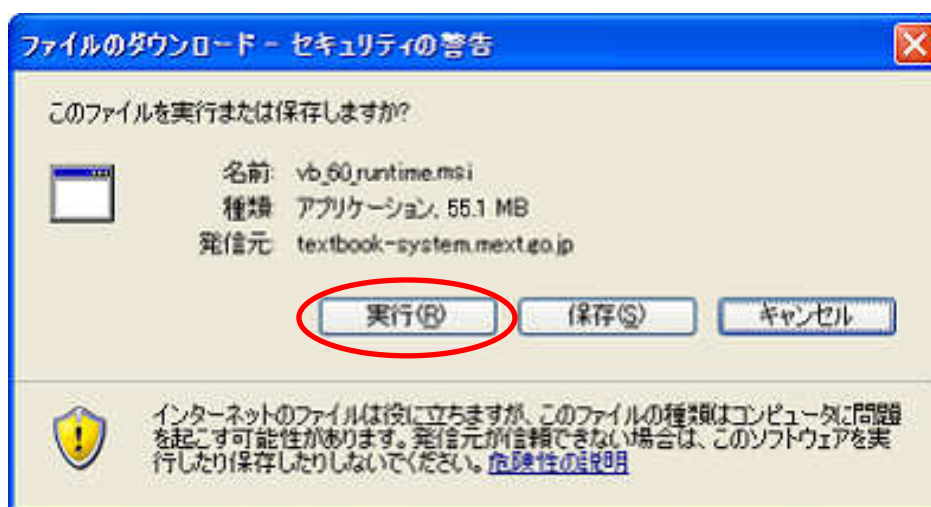 ファイルのダウンロード - セキュリティの警告
このファイルを実行または保存しますか?
名前: vb_60_runtime.msi
種類: アプリケーション, 55.1 MB
発信元: textbook-system.mext.go.jp
実行(R) 保存(S) キャンセル
インターネットのファイルは役に立ちますが、このファイルの種類はコンピュータに問題
を起こす可能性があります。発信元が信頼できない場合は、このソフトウェアを実
行したり保存したりしないでください。危険性の説明